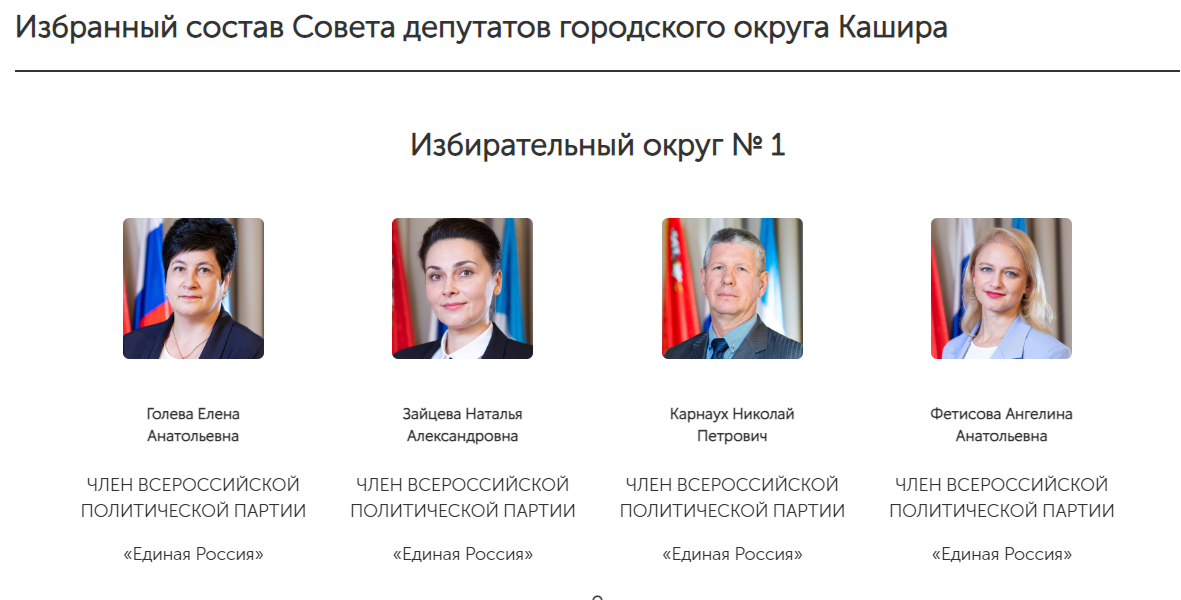 Избранный состав Совета депутатов городского округа Кашира
Избирательный округ № 1
Голева Елена
Анатольевна
ЧЛЕН ВСЕРОССИЙСКОЙ
ПОЛИТИЧЕСКОЙ ПАРТИИ
«Единая Россия»
Зайцева Наталья
Александровна
ЧЛЕН ВСЕРОССИЙСКОЙ
ПОЛИТИЧЕСКОЙ ПАРТИИ
«Единая Россия»
Карнаух Николай
Петрович
ЧЛЕН ВСЕРОССИЙСКОЙ
ПОЛИТИЧЕСКОЙ ПАРТИИ
«Единая Россия»
Фетисова Ангелина
Анатольевна
ЧЛЕН ВСЕРОССИЙСКОЙ
ПОЛИТИЧЕСКОЙ ПАРТИИ
«Единая Россия»